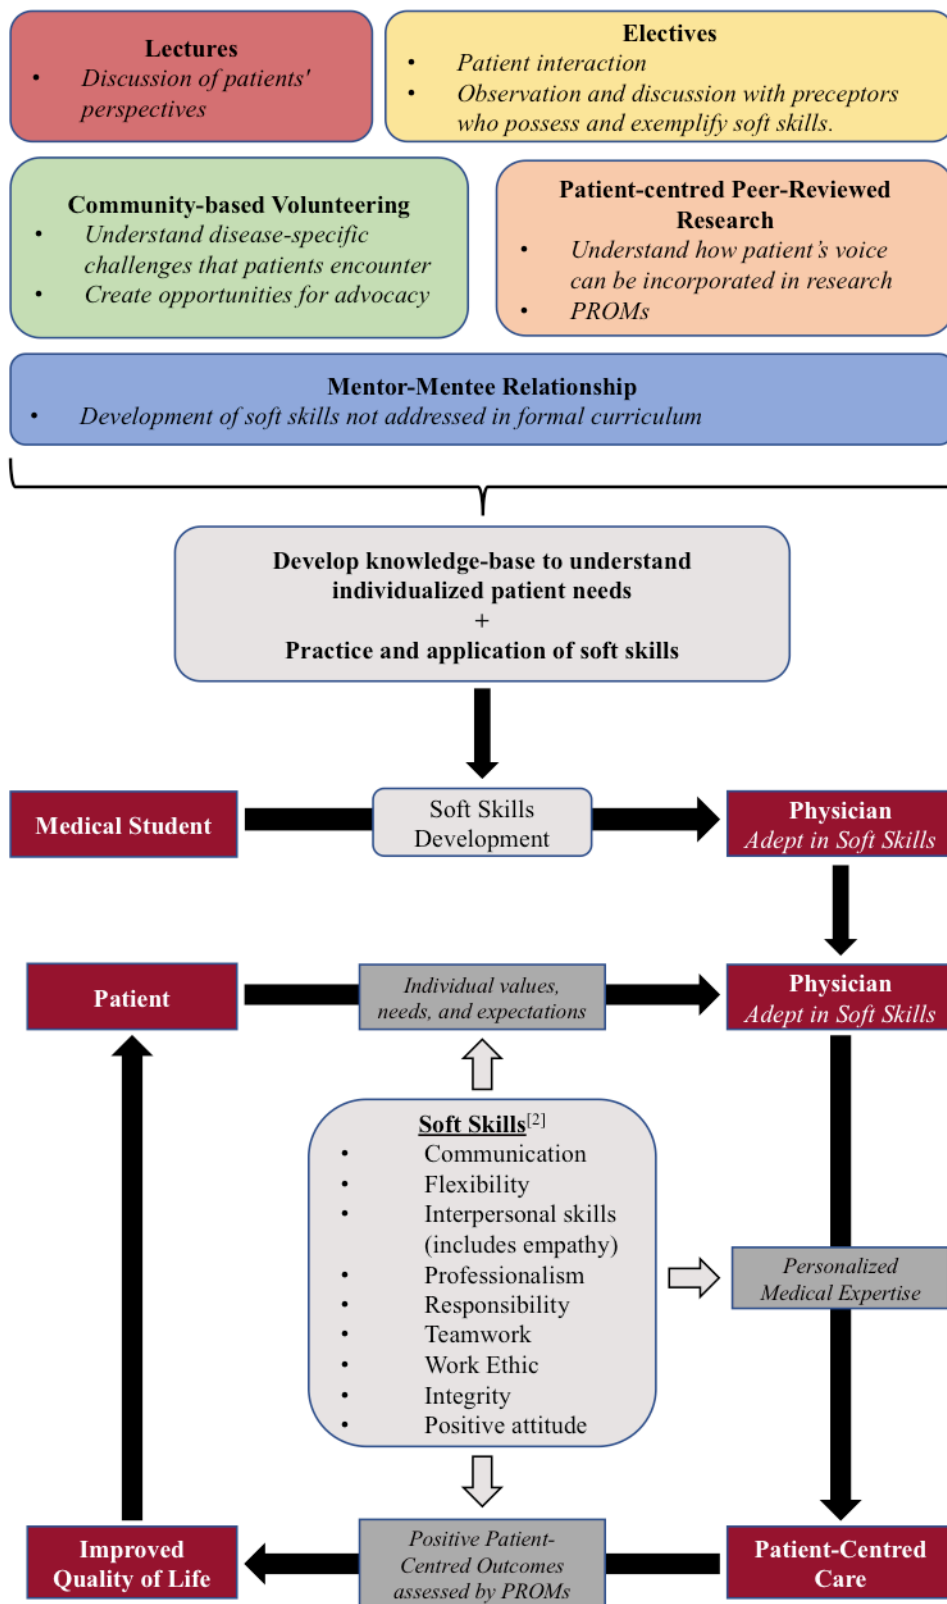 Lectures
• Discussion of patients'
perspectives
Electives
• Patient interaction
• Observation and discussion with preceptors
who possess and exemplify soft skills.
Community-based Volunteering
• Understand disease-specific
challenges that patients encounter
• Create opportunities for advocacy
Patient-centred Peer-Reviewed
Research
• Understand how patient’s voice
can be incorporated in research
• PROMs
Mentor-Mentee Relationship
• Development of soft skills not addressed in formal curriculum
Develop knowledge-base to understand
individualized patient needs
+
Practice and application of soft skills
Medical Student
Soft Skills
Development
Physician
Adept in Soft Skills
Patient
Individual values,
needs, and expectations
Physician
Adept in Soft Skills
Soft Skills[2]
• Communication
• Flexibility
• Interpersonal skills
(includes empathy)
• Professionalism
• Responsibility
• Teamwork
• Work Ethic
• Integrity
• Positive attitude
Personalized
Medical Expertise
Improved
Quality of Life
Positive Patient-
Centred Outcomes
assessed by PROMs
Patient-Centred
Care